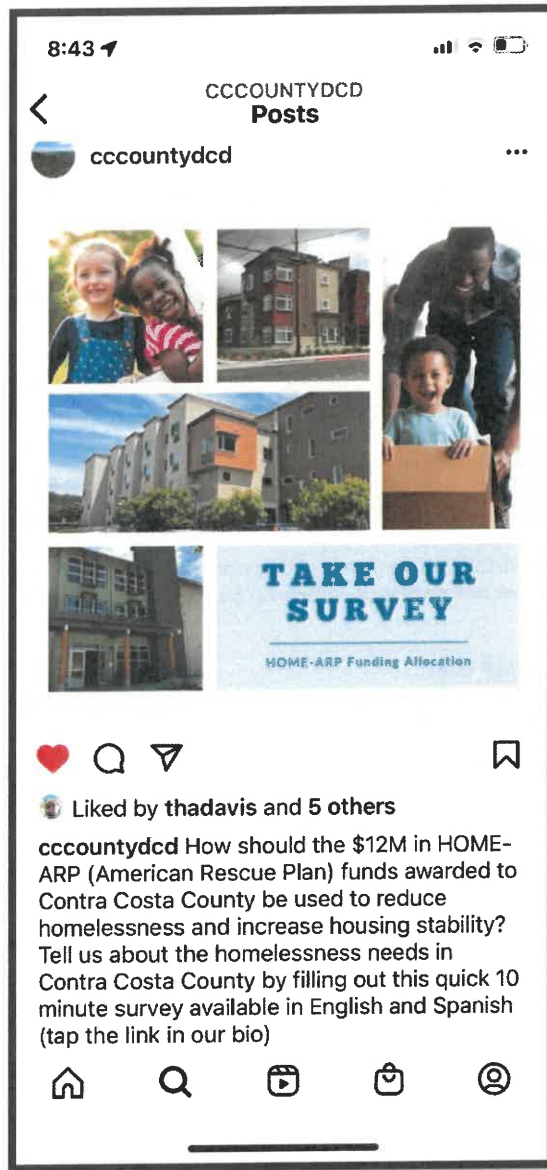 8:43
CCCOUNTYDCD
Posts
cccountydcd
TAKE OUR
SURVEY
HOME-ARP Funding Allocation
Liked by thadavis and 5 others
cccountydcd How should the $12M in HOME-
ARP (American Rescue Plan) funds awarded to
Contra Costa County be used to reduce
homelessness and increase housing stability?
Tell us about the homelessness needs in
Contra Costa County by filling out this quick 10
minute survey available in English and Spanish
(tap the link in our bio)